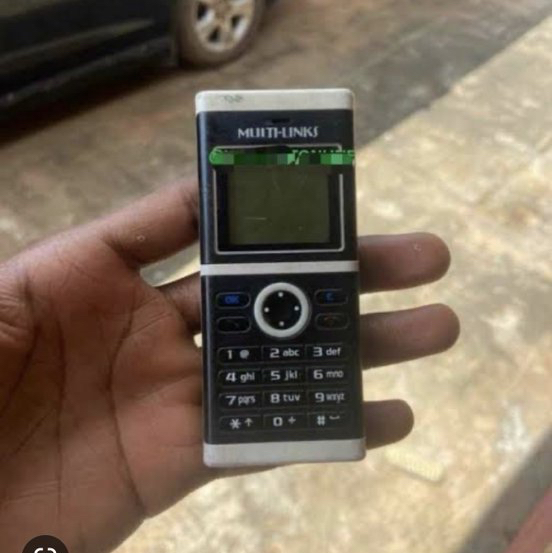 MULTI-LINKS
OK C
1 @ 2 abc 3 def
4 ghi 5 jkl 6 mno
7 pqrs 8 tuv 9 wxyz
* ↑ 0 + # ⎵